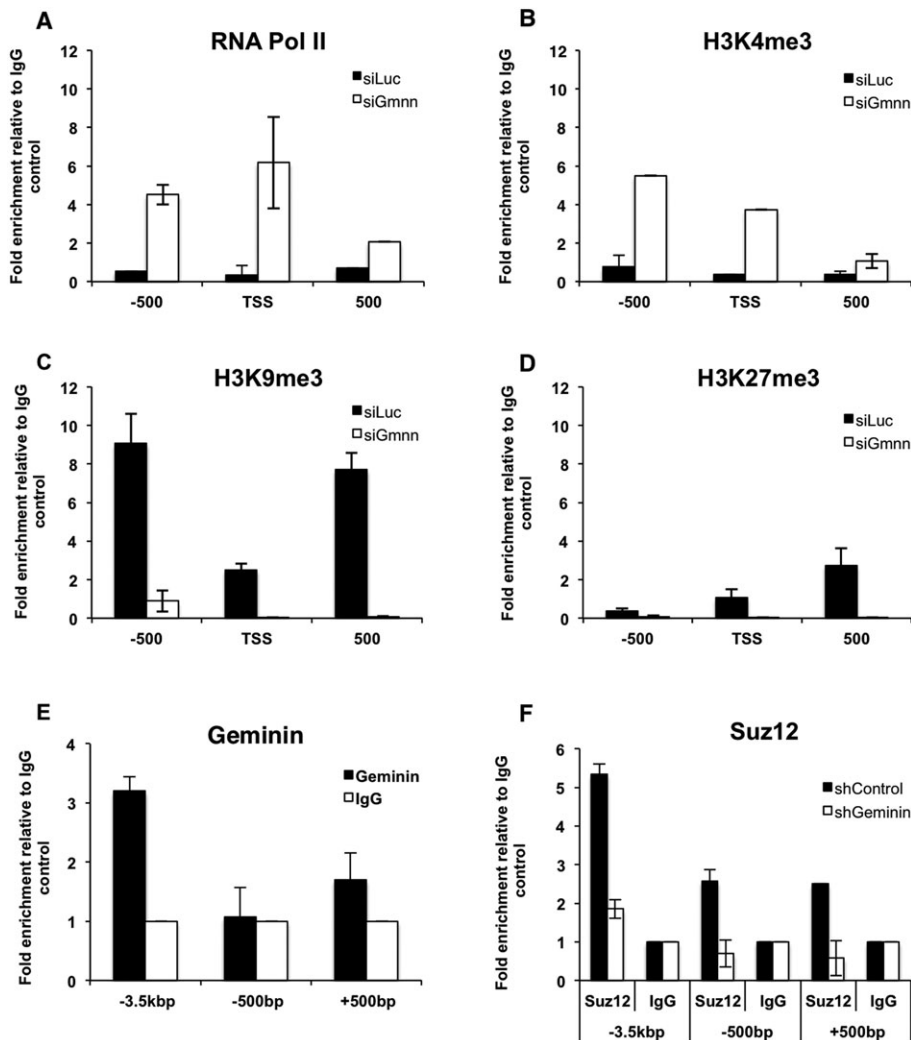 A
RNA Pol II
Fold enrichment relative to IgG
control
12
10
8
6
4
2
0
siLuc
siGmnn
-500
TSS
500
B
H3K4me3
Fold enrichment relative to IgG
control
12
10
8
6
4
2
0
siLuc
siGmnn
-500
TSS
500
C
H3K9me3
Fold enrichment relative to IgG
control
12
10
8
6
4
2
0
siLuc
siGmnn
-500
TSS
500
D
H3K27me3
Fold enrichment relative to IgG
control
12
10
8
6
4
2
0
siLuc
siGmnn
-500
TSS
500
E
Geminin
Fold enrichment relative to IgG
control
4
3
2
1
0
Geminin
IgG
-3.5kbp
-500bp
+500bp
F
Suz12
Fold enrichment relative to IgG
control
6
5
4
3
2
1
0
shControl
shGeminin
Suz12 IgG Suz12 IgG Suz12 IgG
-3.5kbp -500bp +500bp